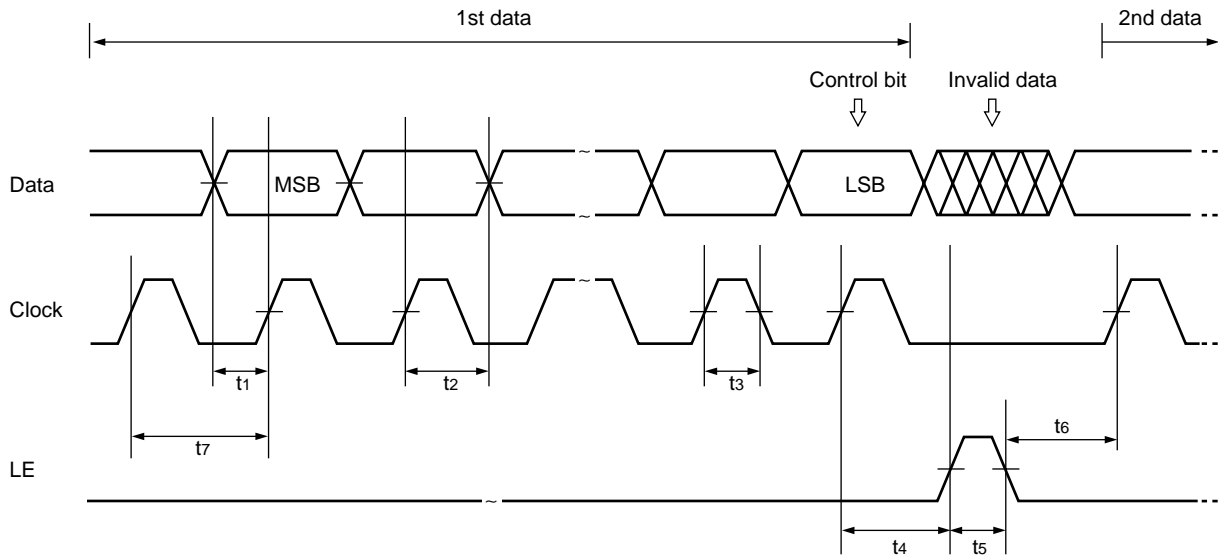 1st data
2nd data
Control bit
Invalid data
Data
MSB
LSB
Clock
t1
t2
t3
t7
t6
LE
t4
t5